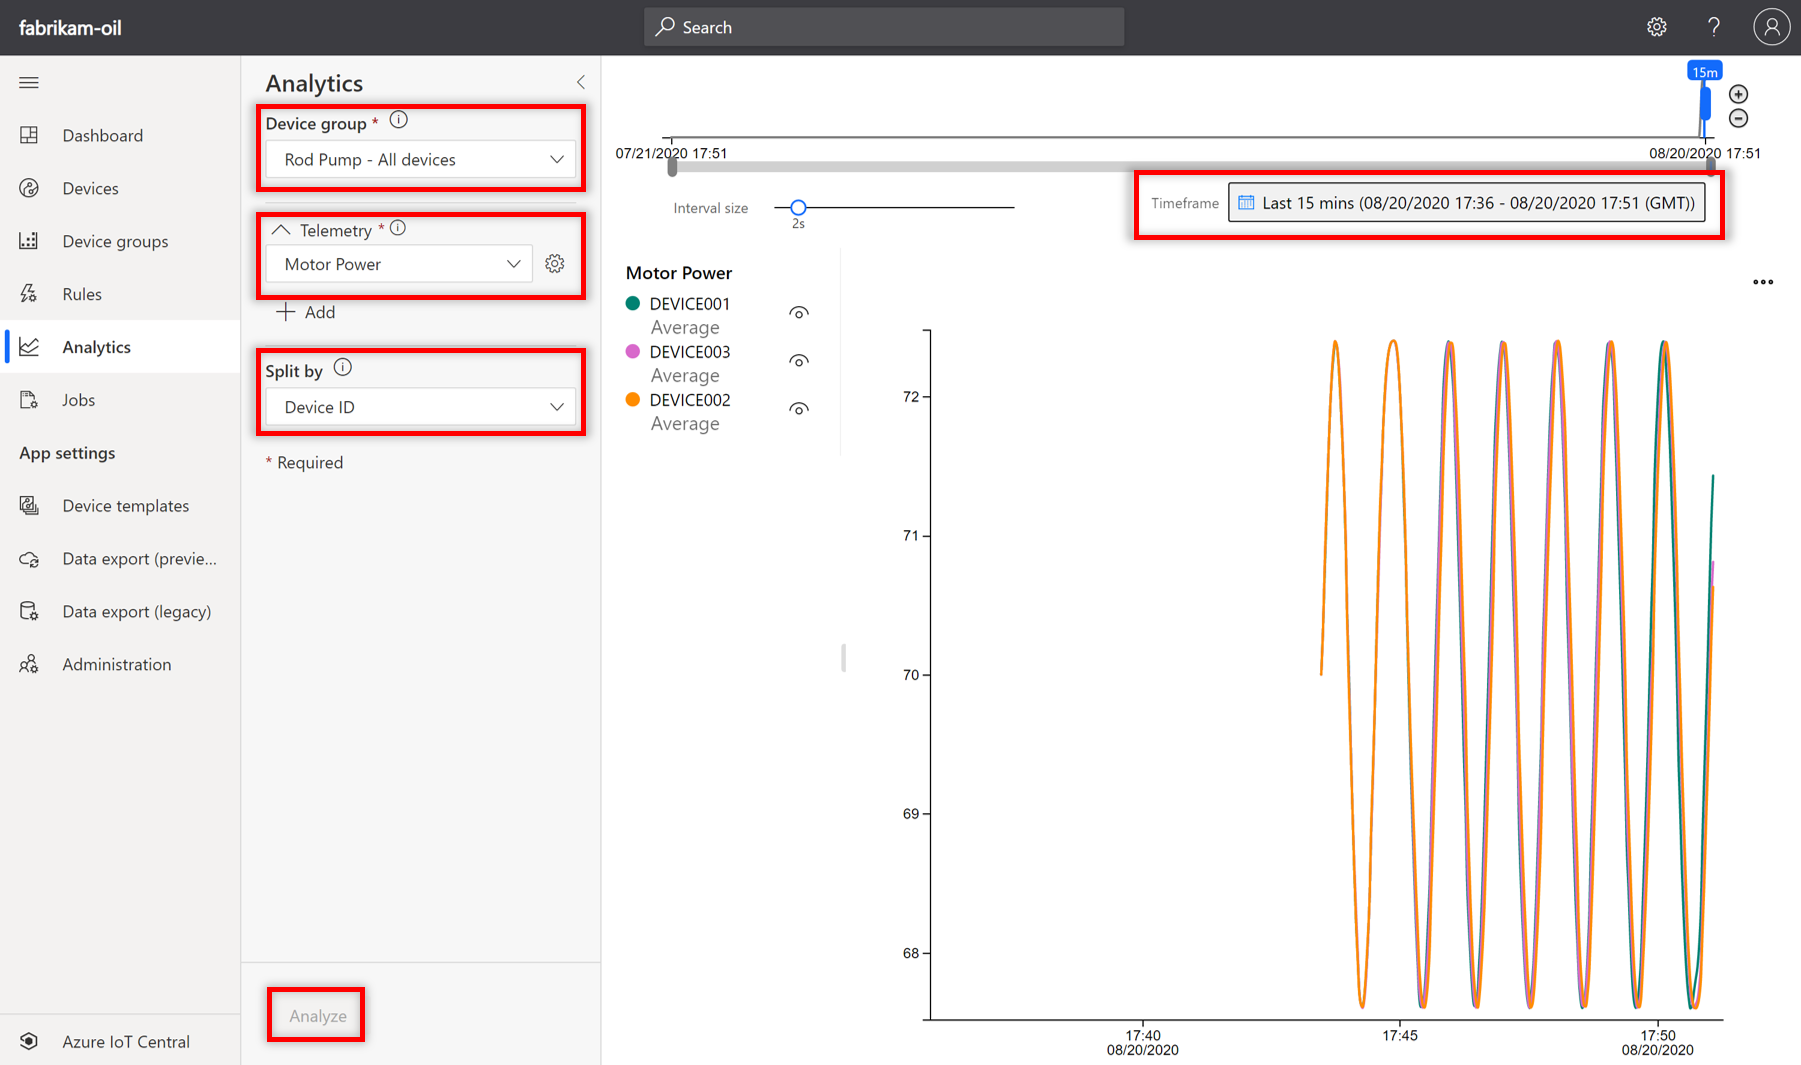 fabrikam-oil
Search
Dashboard
Devices
Device groups
Rules
Analytics
Jobs
App settings
Device templates
Data export (previe...
Data export (legacy)
Administration
Azure IoT Central
Analytics
Device group *
Rod Pump - All devices
Telemetry *
Motor Power
Add
Split by
Device ID
* Required
Analyze
15m
07/21/2020 17:51
08/20/2020 17:51
Interval size
2s
Timeframe
Last 15 mins (08/20/2020 17:36 - 08/20/2020 17:51 (GMT))
Motor Power
DEVICE001
Average
DEVICE003
Average
DEVICE002
Average
72
71
70
69
68
17:40
08/20/2020
17:45
17:50
08/20/2020